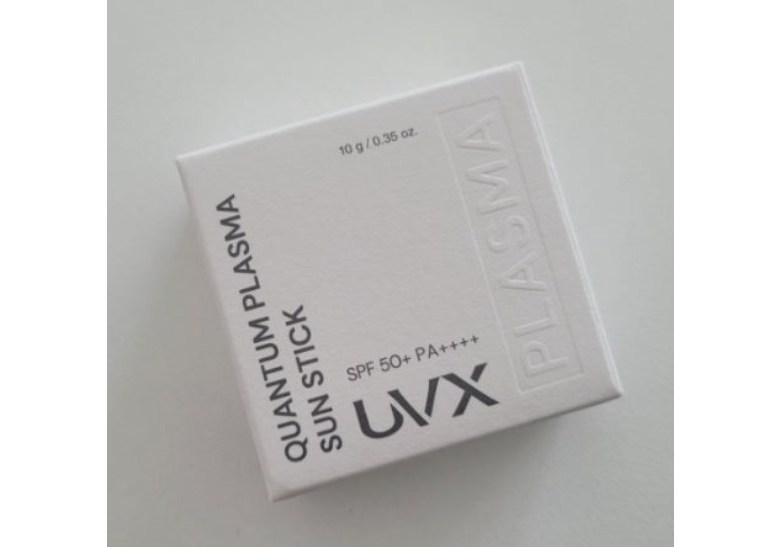 10 g / 0.35 oz.
PLASMA
QUANTUM PLASMA
SUN STICK
SPF 50+ PA++++
UVX